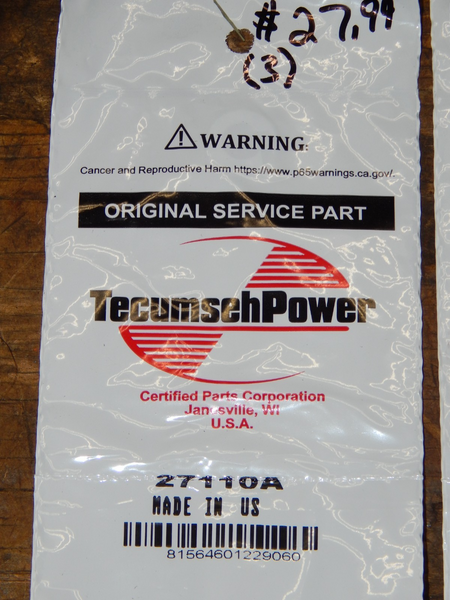 #27.99
(3)
⚠ WARNING:
Cancer and Reproductive Harm https://www.p65warnings.ca.gov/.
ORIGINAL SERVICE PART
TecumsehPower
Certified Parts Corporation
Janesville, WI
U.S.A.
27110A
MADE IN US
81564601229060